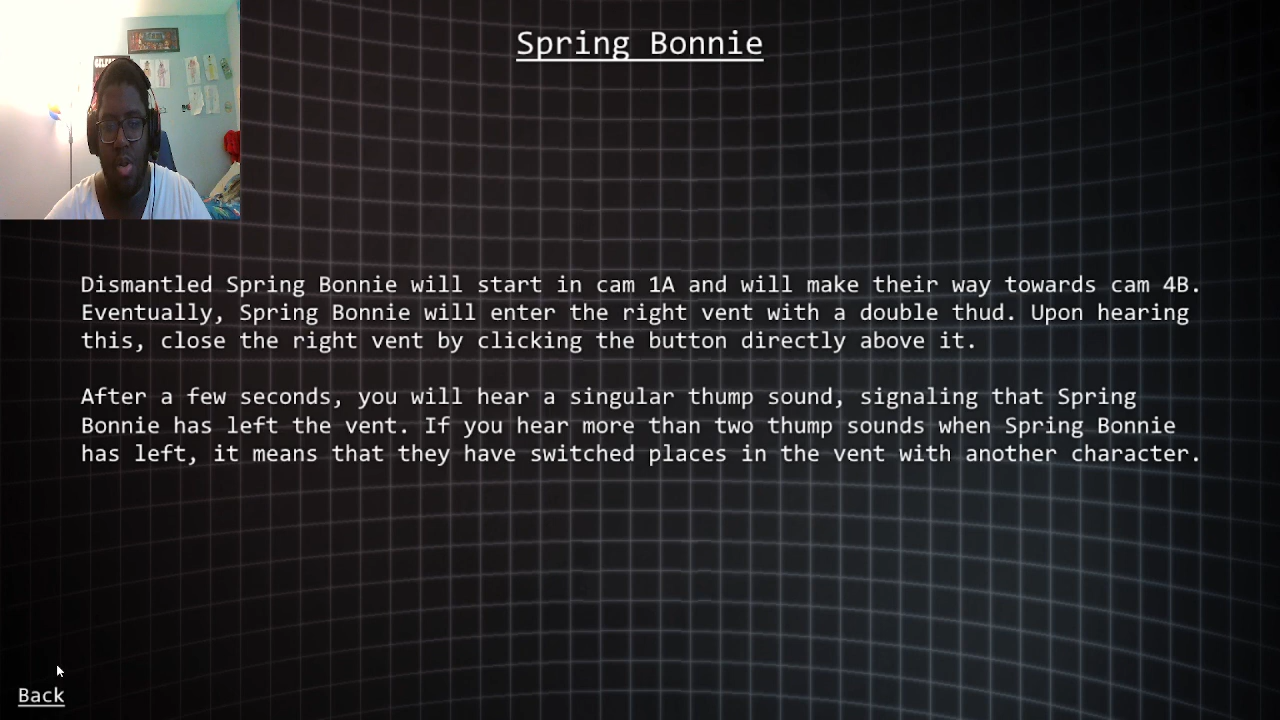 Spring Bonnie
Dismantled Spring Bonnie will start in cam 1A and will make their way towards cam 4B.
Eventually, Spring Bonnie will enter the right vent with a double thud. Upon hearing
this, close the right vent by clicking the button directly above it.
After a few seconds, you will hear a singular thump sound, signaling that Spring
Bonnie has left the vent. If you hear more than two thump sounds when Spring Bonnie
has left, it means that they have switched places in the vent with another character.
Back